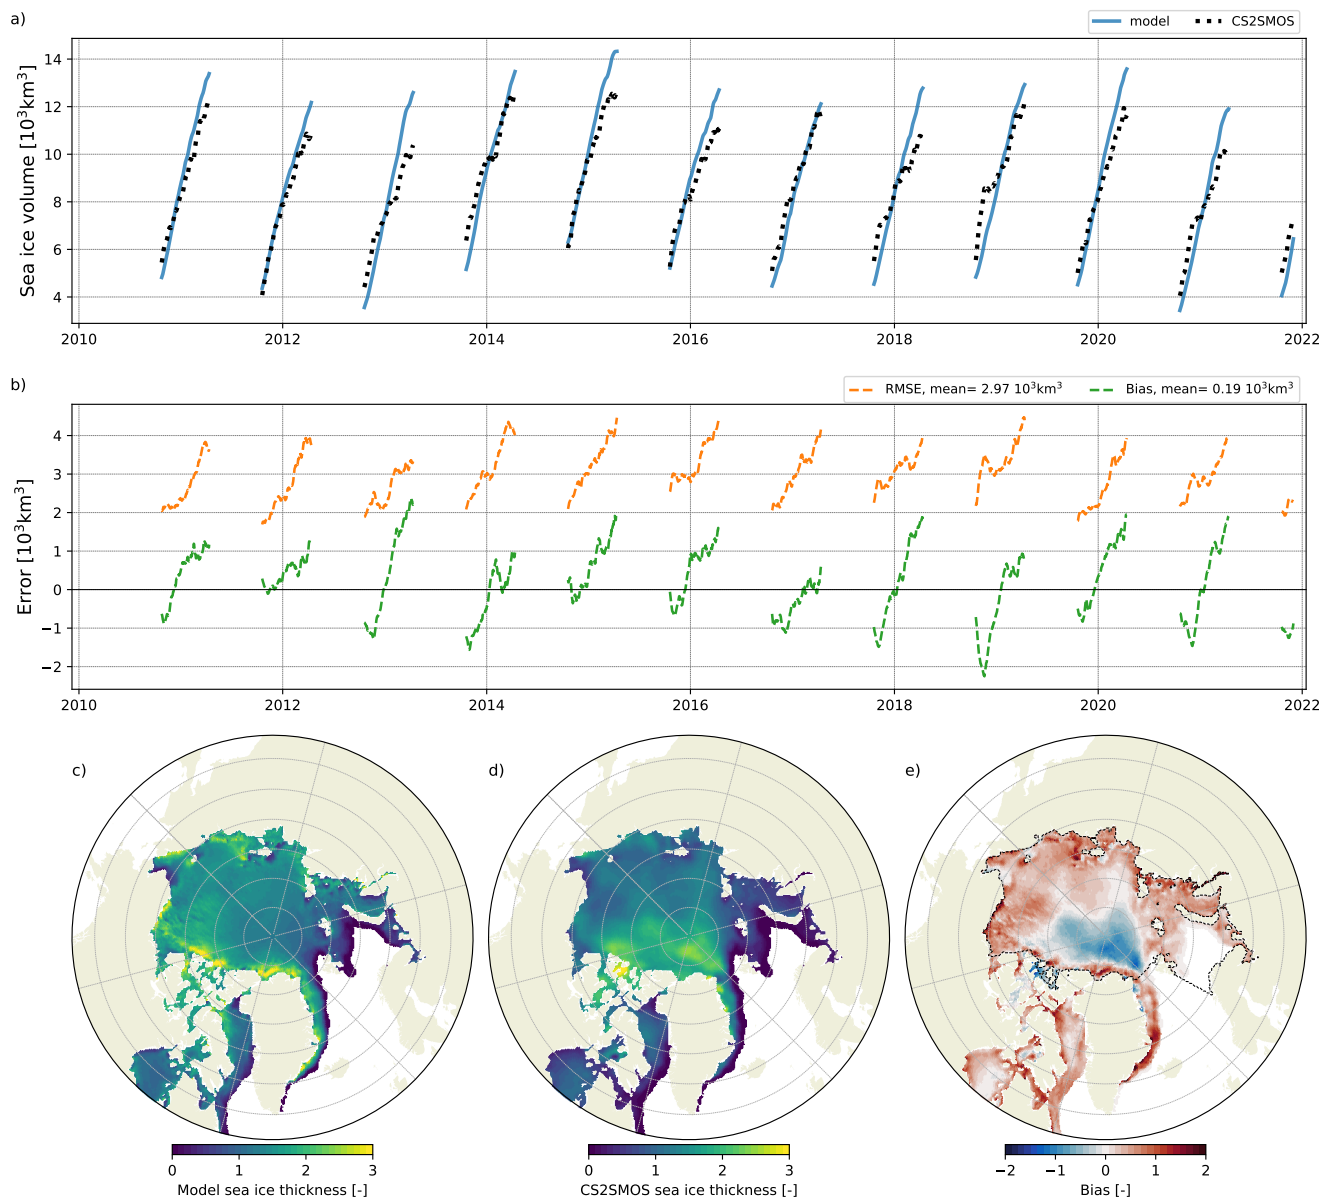 a)
model
CS2SMOS
Sea ice volume [10³km³]
14
12
10
8
6
4
2010
2012
2014
2016
2018
2020
2022
b)
RMSE, mean= 2.97 10³km³
Bias, mean= 0.19 10³km³
Error [10³km³]
4
3
2
1
0
−1
−2
2010
2012
2014
2016
2018
2020
2022
c)
d)
e)
0
1
2
3
Model sea ice thickness [-]
0
1
2
3
CS2SMOS sea ice thickness [-]
−2
−1
0
1
2
Bias [-]